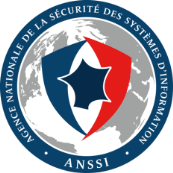 AGENCE NATIONALE DE LA SÉCURITÉ DES SYSTÈMES D'INFORMATION
• ANSSI •